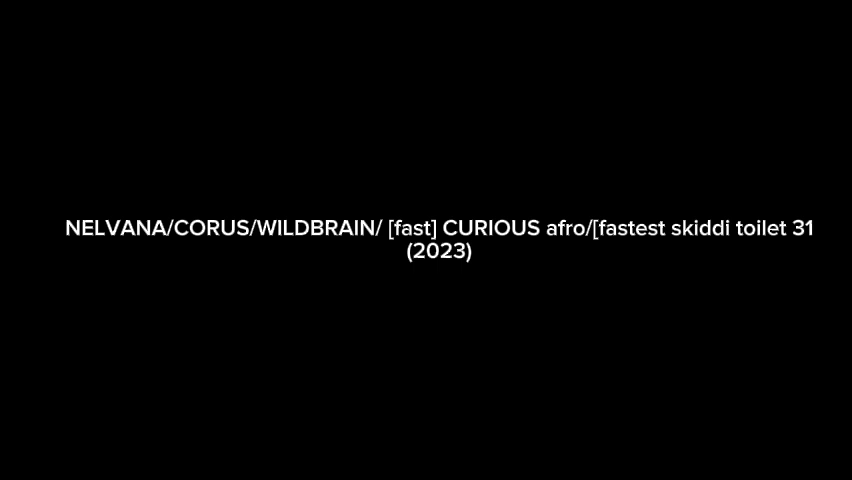 NELVANA/CORUS/WILDBRAIN/ [fast] CURIOUS afro/[fastest skiddi toilet 31
(2023)